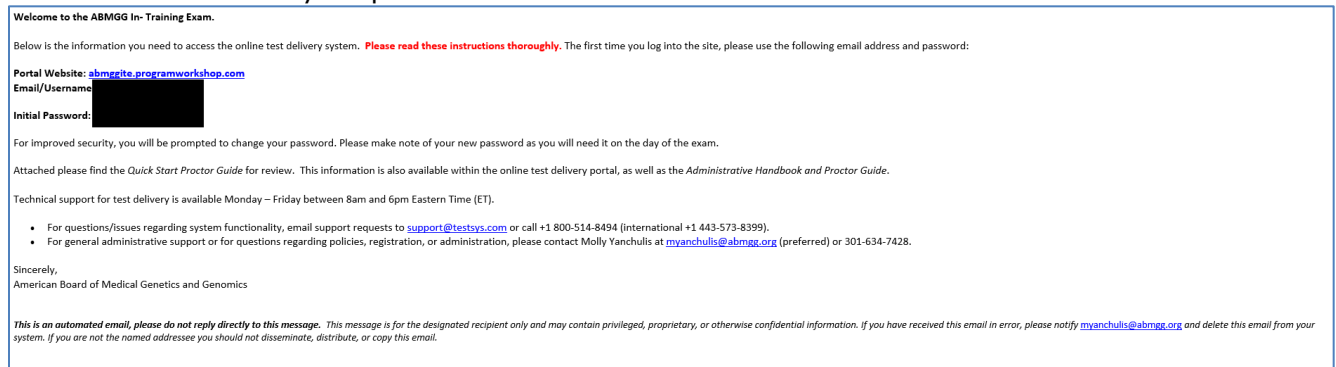 Welcome to the ABMGG In- Training Exam.
Below is the information you need to access the online test delivery system. Please read these instructions thoroughly. The first time you log into the site, please use the following email address and password:
Portal Website: abmggite.programworkshop.com
Email/Username
Initial Password:
For improved security, you will be prompted to change your password. Please make note of your new password as you will need it on the day of the exam.
Attached please find the Quick Start Proctor Guide for review. This information is also available within the online test delivery portal, as well as the Administrative Handbook and Proctor Guide.
Technical support for test delivery is available Monday – Friday between 8am and 6pm Eastern Time (ET).
• For questions/issues regarding system functionality, email support requests to support@testsys.com or call +1 800-514-8494 (international +1 443-573-8399).
• For general administrative support or for questions regarding policies, registration, or administration, please contact Molly Yanchulis at myanchulis@abmgg.org (preferred) or 301-634-7428.
Sincerely,
American Board of Medical Genetics and Genomics
This is an automated email, please do not reply directly to this message. This message is for the designated recipient only and may contain privileged, proprietary, or otherwise confidential information. If you have received this email in error, please notify myanchulis@abmgg.org and delete this email from your
system. If you are not the named addressee you should not disseminate, distribute, or copy this email.